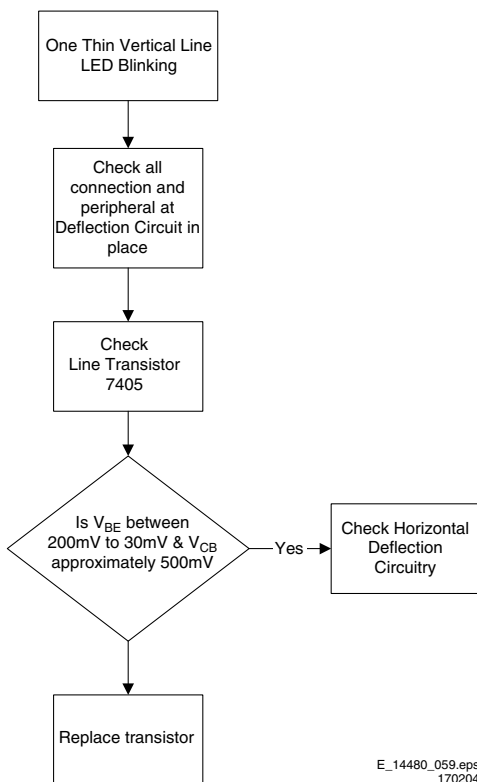 One Thin Vertical Line
LED Blinking
Check all
connection and
peripheral at
Deflection Circuit in
place
Check
Line Transistor
7405
Is VBE between
200mV to 30mV & VCB
approximately 500mV
Yes
Check Horizontal
Deflection
Circuitry
Replace transistor
E_14480_059.eps
170204